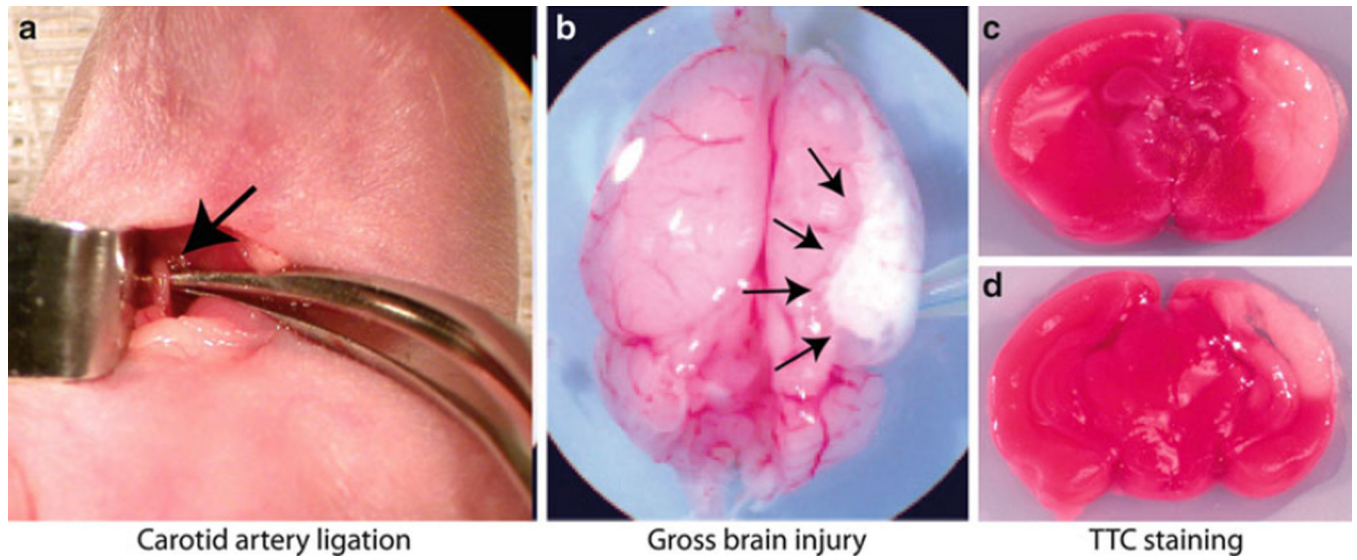 a
b
c
d
Carotid artery ligation
Gross brain injury
TTC staining